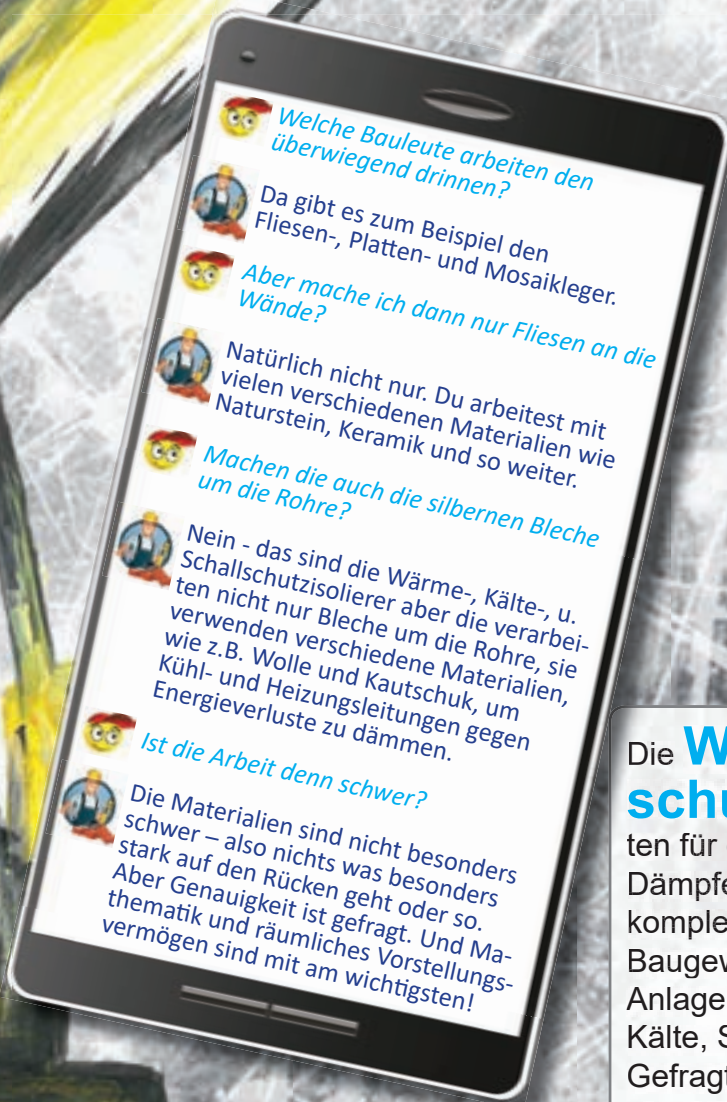 Welche Bauleute arbeiten den
überwiegend drinnen?
Da gibt es zum Beispiel den
Fliesen-, Platten- und Mosaikleger.
Aber mache ich dann nur Fliesen an die
Wände?
Natürlich nicht nur. Du arbeitest mit
vielen verschiedenen Materialien wie
Naturstein, Keramik und so weiter.
Machen die auch die silbernen Bleche
um die Rohre?
Nein - das sind die Wärme-, Kälte-, u.
Schallschutzisolierer aber die verarbei-
ten nicht nur Bleche um die Rohre, sie
verwenden verschiedene Materialien,
wie z.B. Wolle und Kautschuk, um
Kühl- und Heizungsleitungen gegen
Energieverluste zu dämmen.
Ist die Arbeit denn schwer?
Die Materialien sind nicht besonders
schwer – also nichts was besonders
stark auf den Rücken geht oder so.
Aber Genauigkeit ist gefragt. Und Ma-
thematik und räumliches Vorstellungs-
vermögen sind mit am wichtigsten!
Die W
schu
ten für
Dämpfe
komple
Baugew
Anlage
Kälte, S
Gefragt